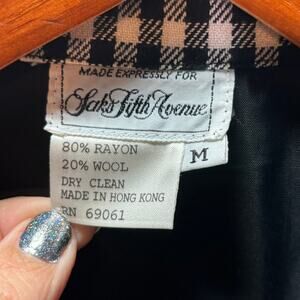 MADE EXPRESSLY FOR
Saks Fifth Avenue
80% RAYON
20% WOOL
DRY CLEAN
MADE IN HONG KONG
RN 69061
M